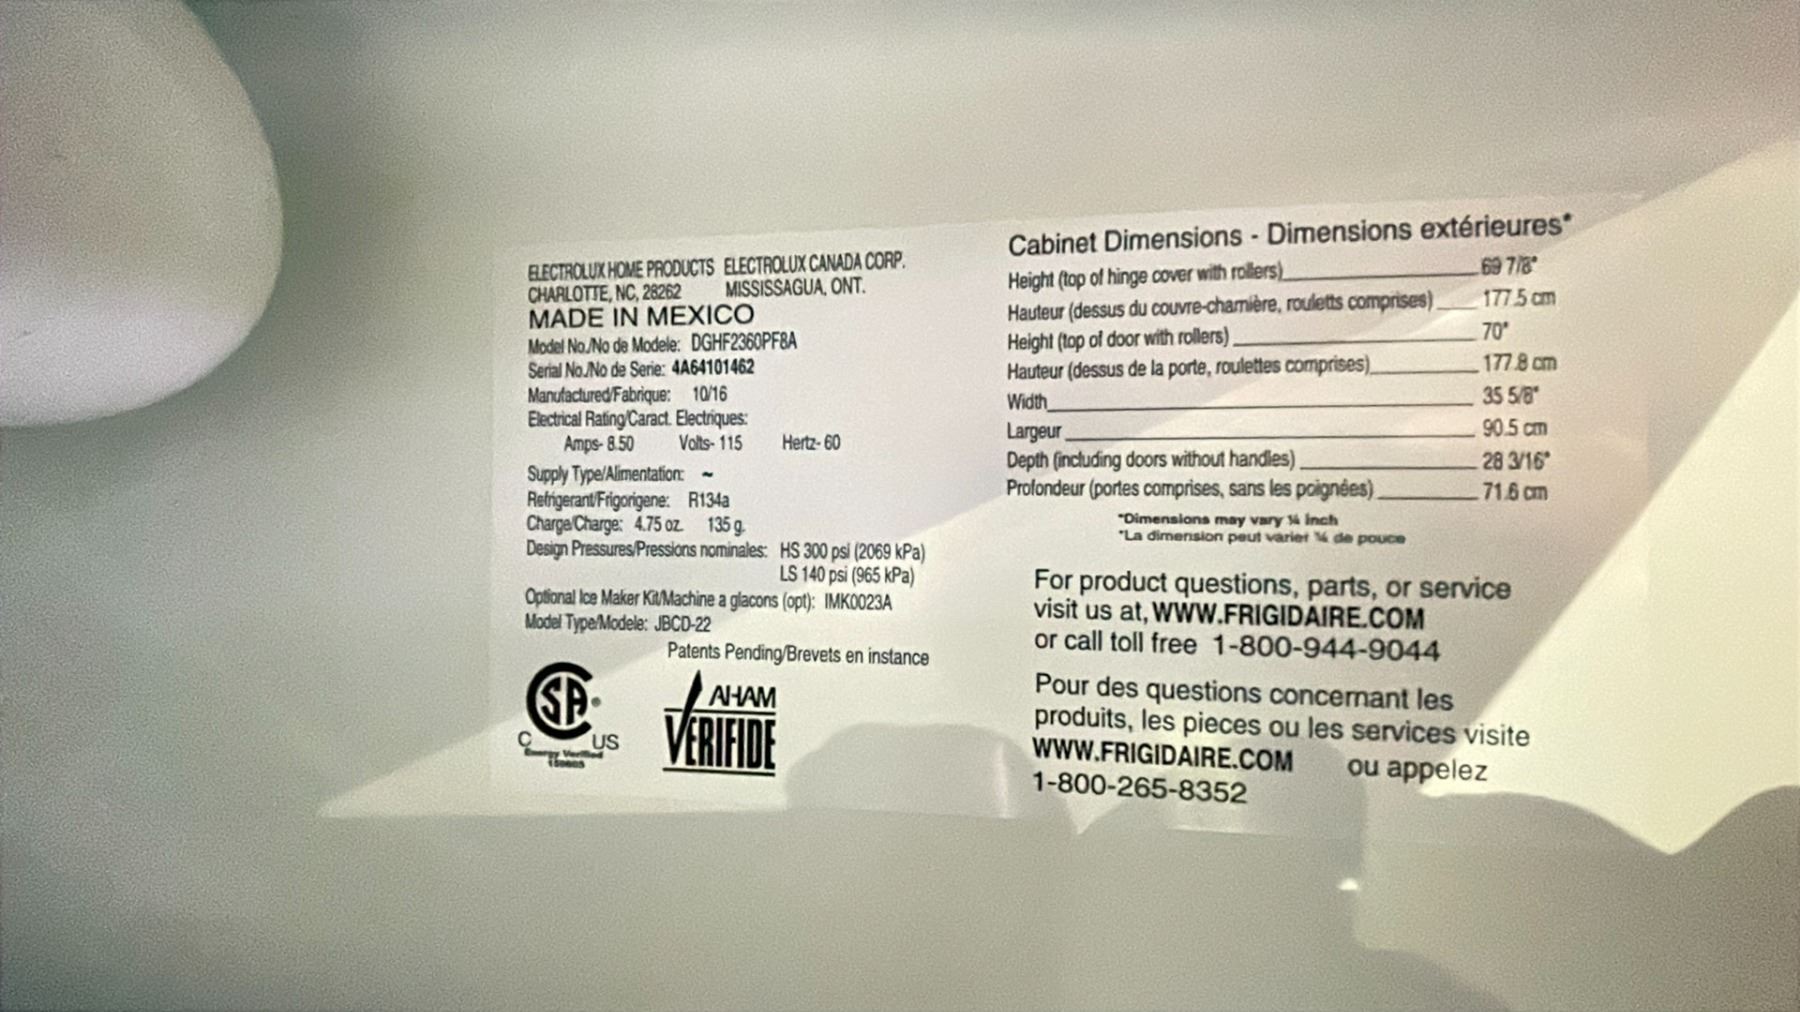 ELECTROLUX HOME PRODUCTS ELECTROLUX CANADA CORP.
CHARLOTTE, NC, 28262 MISSISSAGUA, ONT.
MADE IN MEXICO
Model No./No de Modele: DGHF2360PF8A
Serial No./No de Serie: 4A64101462
Manufactured/Fabrique: 10/16
Electrical Rating/Caract. Electriques:
Amps- 8.50 Volts- 115 Hertz- 60
Supply Type/Alimentation: ~
Refrigerant/Frigorigene: R134a
Charge/Charge: 4.75 oz. 135 g.
Design Pressures/Pressions nominales: HS 300 psi (2069 kPa)
LS 140 psi (965 kPa)
Optional Ice Maker Kit/Machine a glacons (opt): IMK0023A
Model Type/Modele: JBCD-22
Patents Pending/Brevets en instance
SA®
C US
Energy Verified
AHAM
VERIFIDE
Cabinet Dimensions - Dimensions extérieures*
Height (top of hinge cover with rollers) 69 7/8"
Hauteur (dessus du couvre-charnière, rouletts comprises) 177.5 cm
Height (top of door with rollers) 70"
Hauteur (dessus de la porte, roulettes comprises) 177.8 cm
Width 35 5/8"
Largeur 90.5 cm
Depth (including doors without handles) 28 3/16"
Profondeur (portes comprises, sans les poignées) 71.6 cm
*Dimensions may vary ¼ inch
*La dimension peut varier ¼ de pouce
For product questions, parts, or service
visit us at, WWW.FRIGIDAIRE.COM
or call toll free 1-800-944-9044
Pour des questions concernant les
produits, les pieces ou les services visite
WWW.FRIGIDAIRE.COM ou appelez
1-800-265-8352